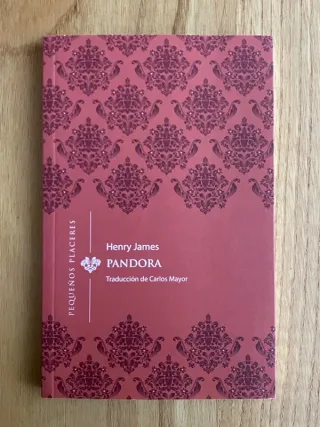 PEQUEÑOS PLACERES
Henry James
PANDORA
Traducción de Carlos Mayor